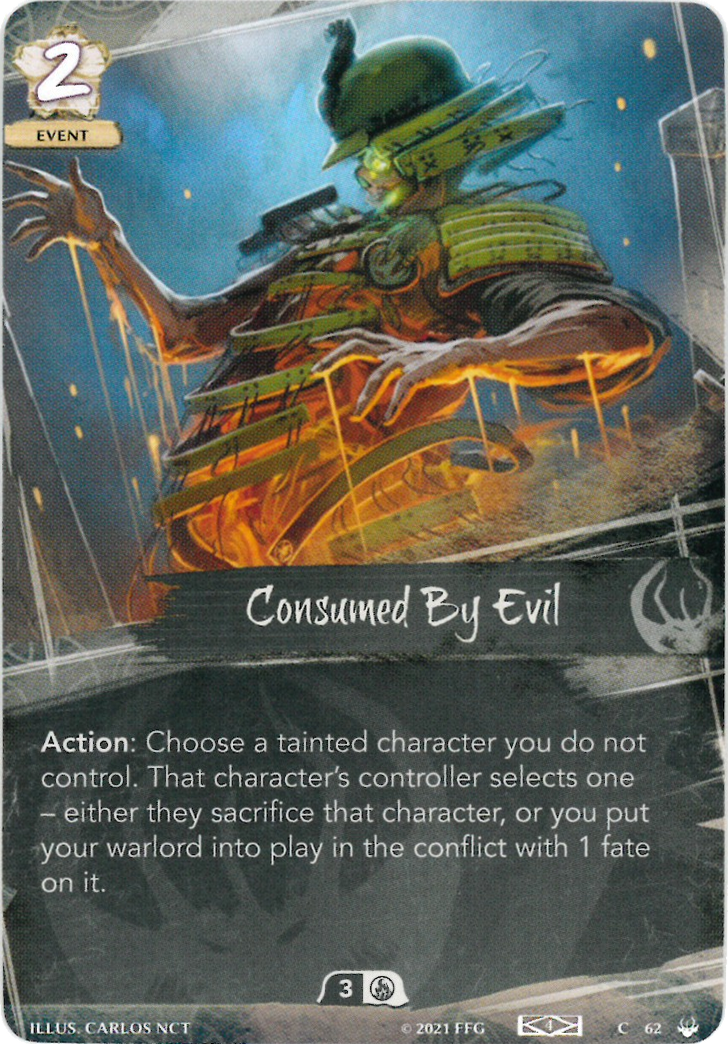 2
EVENT
Consumed By Evil
Action: Choose a tainted character you do not
control. That character's controller selects one
– either they sacrifice that character, or you put
your warlord into play in the conflict with 1 fate
on it.
3
ILLUS. CARLOS NCT
© 2021 FFG
4
C 62